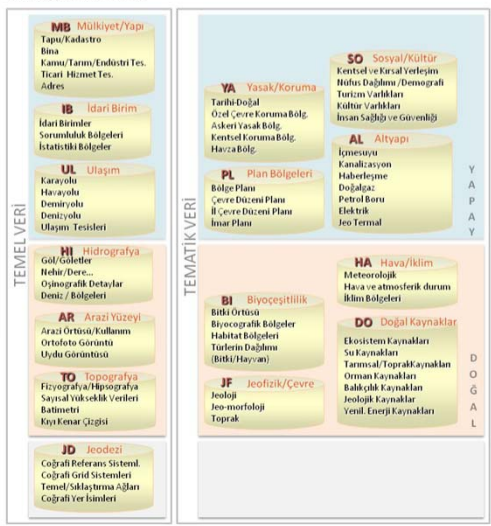 TEMEL VERİ
MB Mülkiyet/Yapı
Tapu/Kadastro
Bina
Kamu/Tarım/Endüstri Tes.
Ticari Hizmet Tes.
Adres
IB İdari Birim
İdari Birimler
Sorumluluk Bölgeleri
İstatistiki Bölgeler
UL Ulaşım
Karayolu
Havayolu
Demiryolu
Denizyolu
Ulaşım Tesisleri
HI Hidrografya
Göl/Göletler
Nehir/Dere...
Oşinografik Detaylar
Deniz / Bölgeleri
AR Arazi Yüzeyi
Arazi Örtüsü/Kullanım
Ortofoto Görüntü
Uydu Görüntüsü
TO Topografya
Fizyografya/Hipsografya
Sayısal Yükseklik Verileri
Batimetri
Kıyı Kenar Çizgisi
JD Jeodezi
Coğrafi Referans Sisteml.
Coğrafi Grid Sistemleri
Temel/Sıklaştırma Ağları
Coğrafi Yer İsimleri
TEMATİK VERİ
YA Yasak/Koruma
Tarihi-Doğal
Özel Çevre Koruma Bölg.
Askeri Yasak Bölg.
Kentsel Koruma Bölg.
Havza Bölg.
PL Plan Bölgeleri
Bölge Planı
Çevre Düzeni Planı
İl Çevre Düzeni Planı
İmar Planı
SO Sosyal/Kültür
Kentsel ve Kırsal Yerleşim
Nüfus Dağılımı /Demografi
Turizm Varlıkları
Kültür Varlıkları
İnsan Sağlığı ve Güvenliği
AL Altyapı
İçmesuyu
Kanalizasyon
Haberleşme
Doğalgaz
Petrol Boru
Elektrik
Jeo Termal
YAPAY
BI Biyoçeşitlilik
Bitki Örtüsü
Biyocografik Bölgeler
Habitat Bölgeleri
Türlerin Dağılımı
(Bitki/Hayvan)
JF Jeofizik/Çevre
Jeoloji
Jeo-morfoloji
Toprak
HA Hava/İklim
Meteorolojik
Hava ve atmosferik durum
İklim Bölgeleri
DO Doğal Kaynaklar
Ekosistem Kaynakları
Su Kaynakları
Tarımsal/ToprakKaynakları
Orman Kaynakları
Balıkçılık Kaynakları
Jeolojik Kaynaklar
Yenil. Enerji Kaynakları
DOĞAL